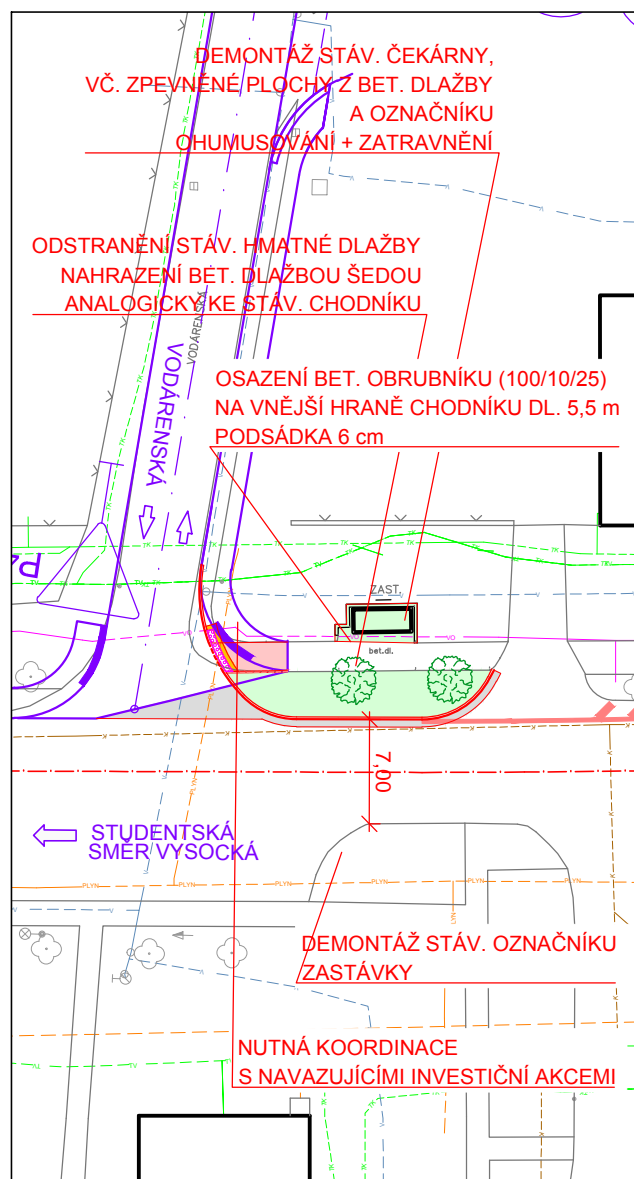 DEMONTÁŽ STÁV. ČEKÁRNY,
VČ. ZPEVNĚNÉ PLOCHY Z BET. DLAŽBY
A OZNAČNÍKU
OHUMUSOVÁNÍ + ZATRAVNĚNÍ
ODSTRANĚNÍ STÁV. HMATNÉ DLAŽBY
NAHRAZENÍ BET. DLAŽBOU ŠEDOU
ANALOGICKY KE STÁV. CHODNÍKU
VODÁRENSKÁ
VODÁRENSKÁ
OSAZENÍ BET. OBRUBNÍKU (100/10/25)
NA VNĚJŠÍ HRANĚ CHODNÍKU DL. 5,5 m
PODSÁDKA 6 cm
ZAST.
bet.dl.
7,00
STUDENTSKÁ
SMĚR VYSOCKÁ
PLYN
PLYN
PLYN
DEMONTÁŽ STÁV. OZNAČNÍKU
ZASTÁVKY
NUTNÁ KOORDINACE
S NAVAZUJÍCÍMI INVESTIČNÍ AKCEMI